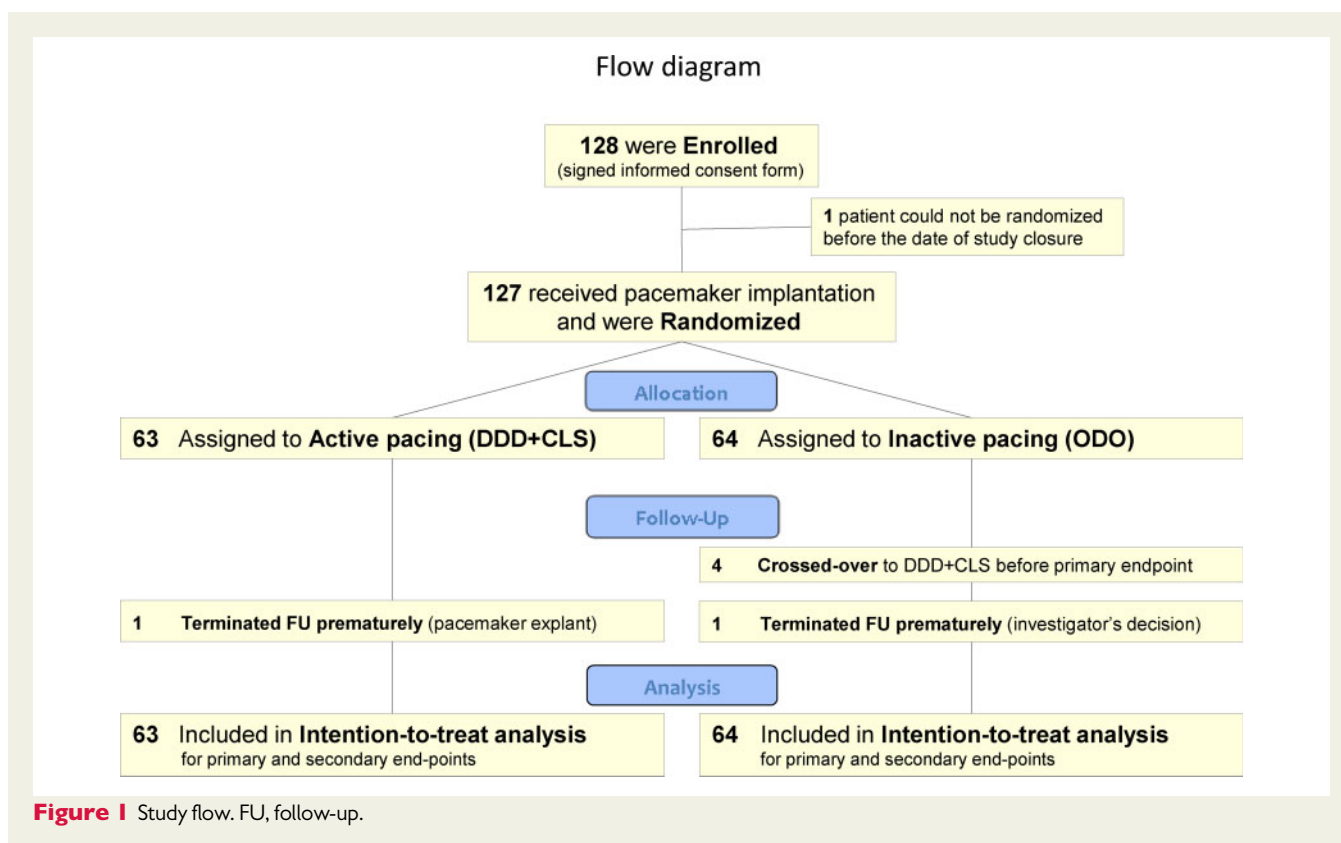 Flow diagram
128 were Enrolled
(signed informed consent form)
1 patient could not be randomized
before the date of study closure
127 received pacemaker implantation
and were Randomized
Allocation
63 Assigned to Active pacing (DDD+CLS)
64 Assigned to Inactive pacing (ODO)
Follow-Up
4 Crossed-over to DDD+CLS before primary endpoint
1 Terminated FU prematurely (pacemaker explant)
1 Terminated FU prematurely (investigator's decision)
Analysis
63 Included in Intention-to-treat analysis
for primary and secondary end-points
64 Included in Intention-to-treat analysis
for primary and secondary end-points
Figure 1 Study flow. FU, follow-up.